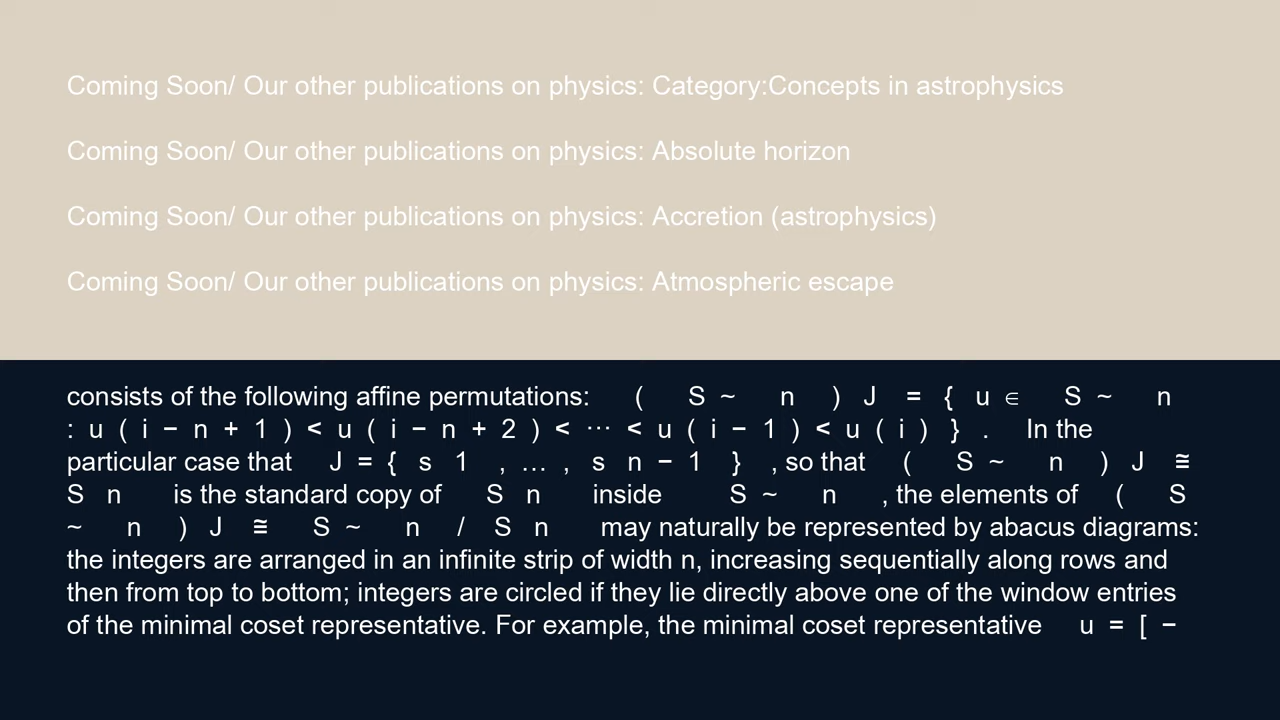 Coming Soon/ Our other publications on physics: Category:Concepts in astrophysics
Coming Soon/ Our other publications on physics: Absolute horizon
Coming Soon/ Our other publications on physics: Accretion (astrophysics)
Coming Soon/ Our other publications on physics: Atmospheric escape
consists of the following affine permutations: ( S ~ n ) J = { u ∈ S ~ n
: u ( i − n + 1 ) < u ( i − n + 2 ) < ⋯ < u ( i − 1 ) < u ( i ) } . In the
particular case that J = { s 1 , … , s n − 1 } , so that ( S ~ n ) J ≅
S n is the standard copy of S n inside S ~ n , the elements of ( S
~ n ) J ≅ S ~ n / S n may naturally be represented by abacus diagrams:
the integers are arranged in an infinite strip of width n, increasing sequentially along rows and
then from top to bottom; integers are circled if they lie directly above one of the window entries
of the minimal coset representative. For example, the minimal coset representative u = [ −